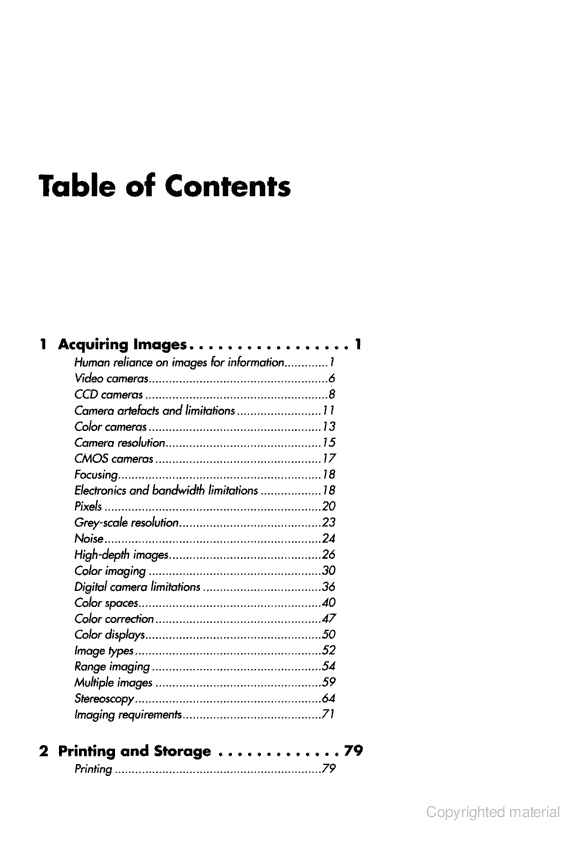 Table of Contents
1 Acquiring Images................. 1
Human reliance on images for information.............1
Video cameras.....................................................6
CCD cameras ......................................................8
Camera artefacts and limitations .........................11
Color cameras ...................................................13
Camera resolution..............................................15
CMOS cameras .................................................17
Focusing............................................................18
Electronics and bandwidth limitations ..................18
Pixels ................................................................20
Grey-scale resolution..........................................23
Noise................................................................24
High-depth images.............................................26
Color imaging ...................................................30
Digital camera limitations ...................................36
Color spaces......................................................40
Color correction .................................................47
Color displays....................................................50
Image types.......................................................52
Range imaging ..................................................54
Multiple images .................................................59
Stereoscopy.......................................................64
Imaging requirements.........................................71
2 Printing and Storage ............. 79
Printing .............................................................79
Copyrighted material